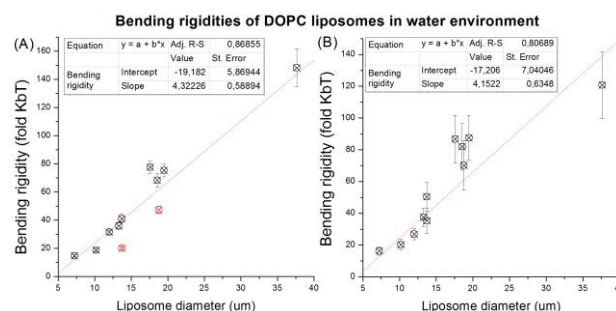 Bending rigidities of DOPC liposomes in water environment
(A)
Equation y = a + b*x Adj. R-S 0,86855
Value St. Error
Bending rigidity Intercept -19,182 5,86944
Slope 4,32226 0,58894
160
140
120
100
80
60
40
20
0
Bending rigidity (fold KbT)
5 10 15 20 25 30 35 40
Liposome diameter (um)
(B)
Equation y = a + b*x Adj. R-S 0,80689
Value St. Error
Bending rigidity Intercept -17,206 7,04046
Slope 4,1522 0,6348
140
120
100
80
60
40
20
0
Bending rigidity (fold KbT)
5 10 15 20 25 30 35 40
Liposome diameter (um)